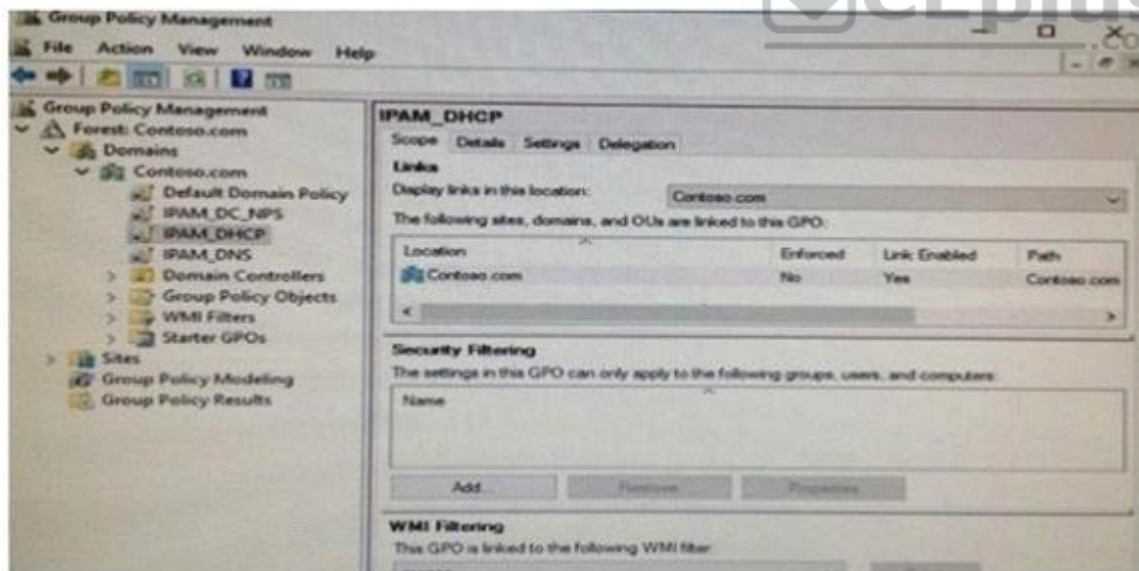 CEplus
.co
Group Policy Management
File Action View Window Help
Group Policy Management
Forest: Contoso.com
Domains
Contoso.com
Default Domain Policy
IPAM_DC_NPS
IPAM_DHCP
IPAM_DNS
Domain Controllers
Group Policy Objects
WMI Filters
Starter GPOs
Sites
Group Policy Modeling
Group Policy Results
IPAM_DHCP
Scope Details Settings Delegation
Links
Display links in this location: Contoso.com
The following sites, domains, and OUs are linked to this GPO:
Location Enforced Link Enabled Path
Contoso.com No Yes Contoso.com
Security Filtering
The settings in this GPO can only apply to the following groups, users, and computers:
Name
Add... Remove Properties
WMI Filtering
This GPO is linked to the following WMI filter: